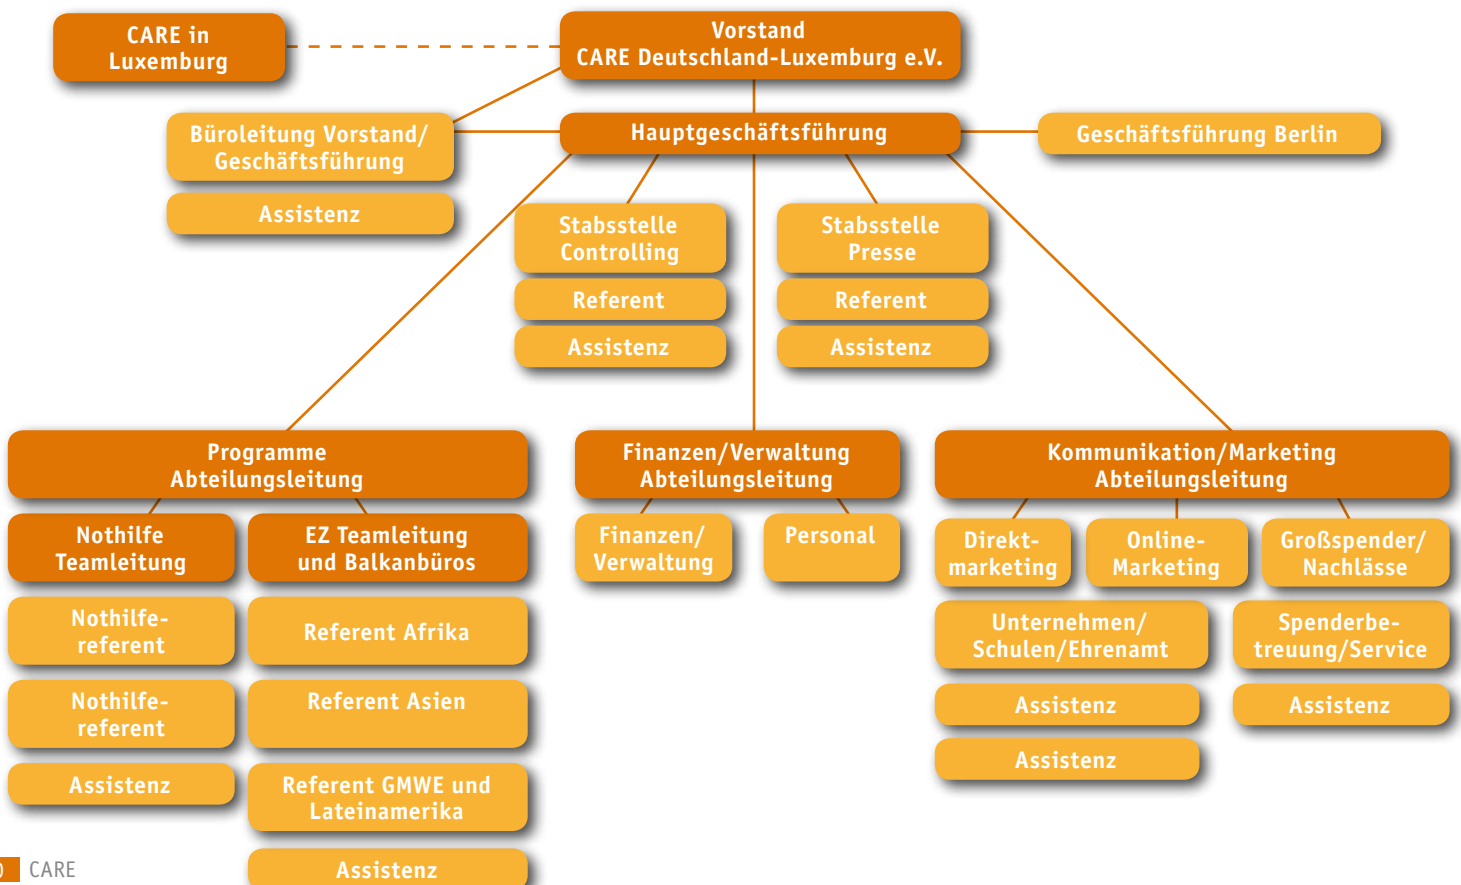 CARE in
Luxemburg
Vorstand
CARE Deutschland-Luxemburg e.V.
Büroleitung Vorstand/
Geschäftsführung
Assistenz
Hauptgeschäftsführung
Geschäftsführung Berlin
Stabsstelle
Controlling
Referent
Assistenz
Stabsstelle
Presse
Referent
Assistenz
Programme
Abteilungsleitung
Nothilfe
Teamleitung
Nothilfe-
referent
Nothilfe-
referent
Assistenz
EZ Teamleitung
und Balkanbüros
Referent Afrika
Referent Asien
Referent GMWE und
Lateinamerika
Assistenz
Finanzen/Verwaltung
Abteilungsleitung
Finanzen/
Verwaltung
Personal
Kommunikation/Marketing
Abteilungsleitung
Direkt-
marketing
Online-
Marketing
Großspender/
Nachlässe
Unternehmen/
Schulen/Ehrenamt
Assistenz
Assistenz
Spenderbe-
treuung/Service
Assistenz
CARE